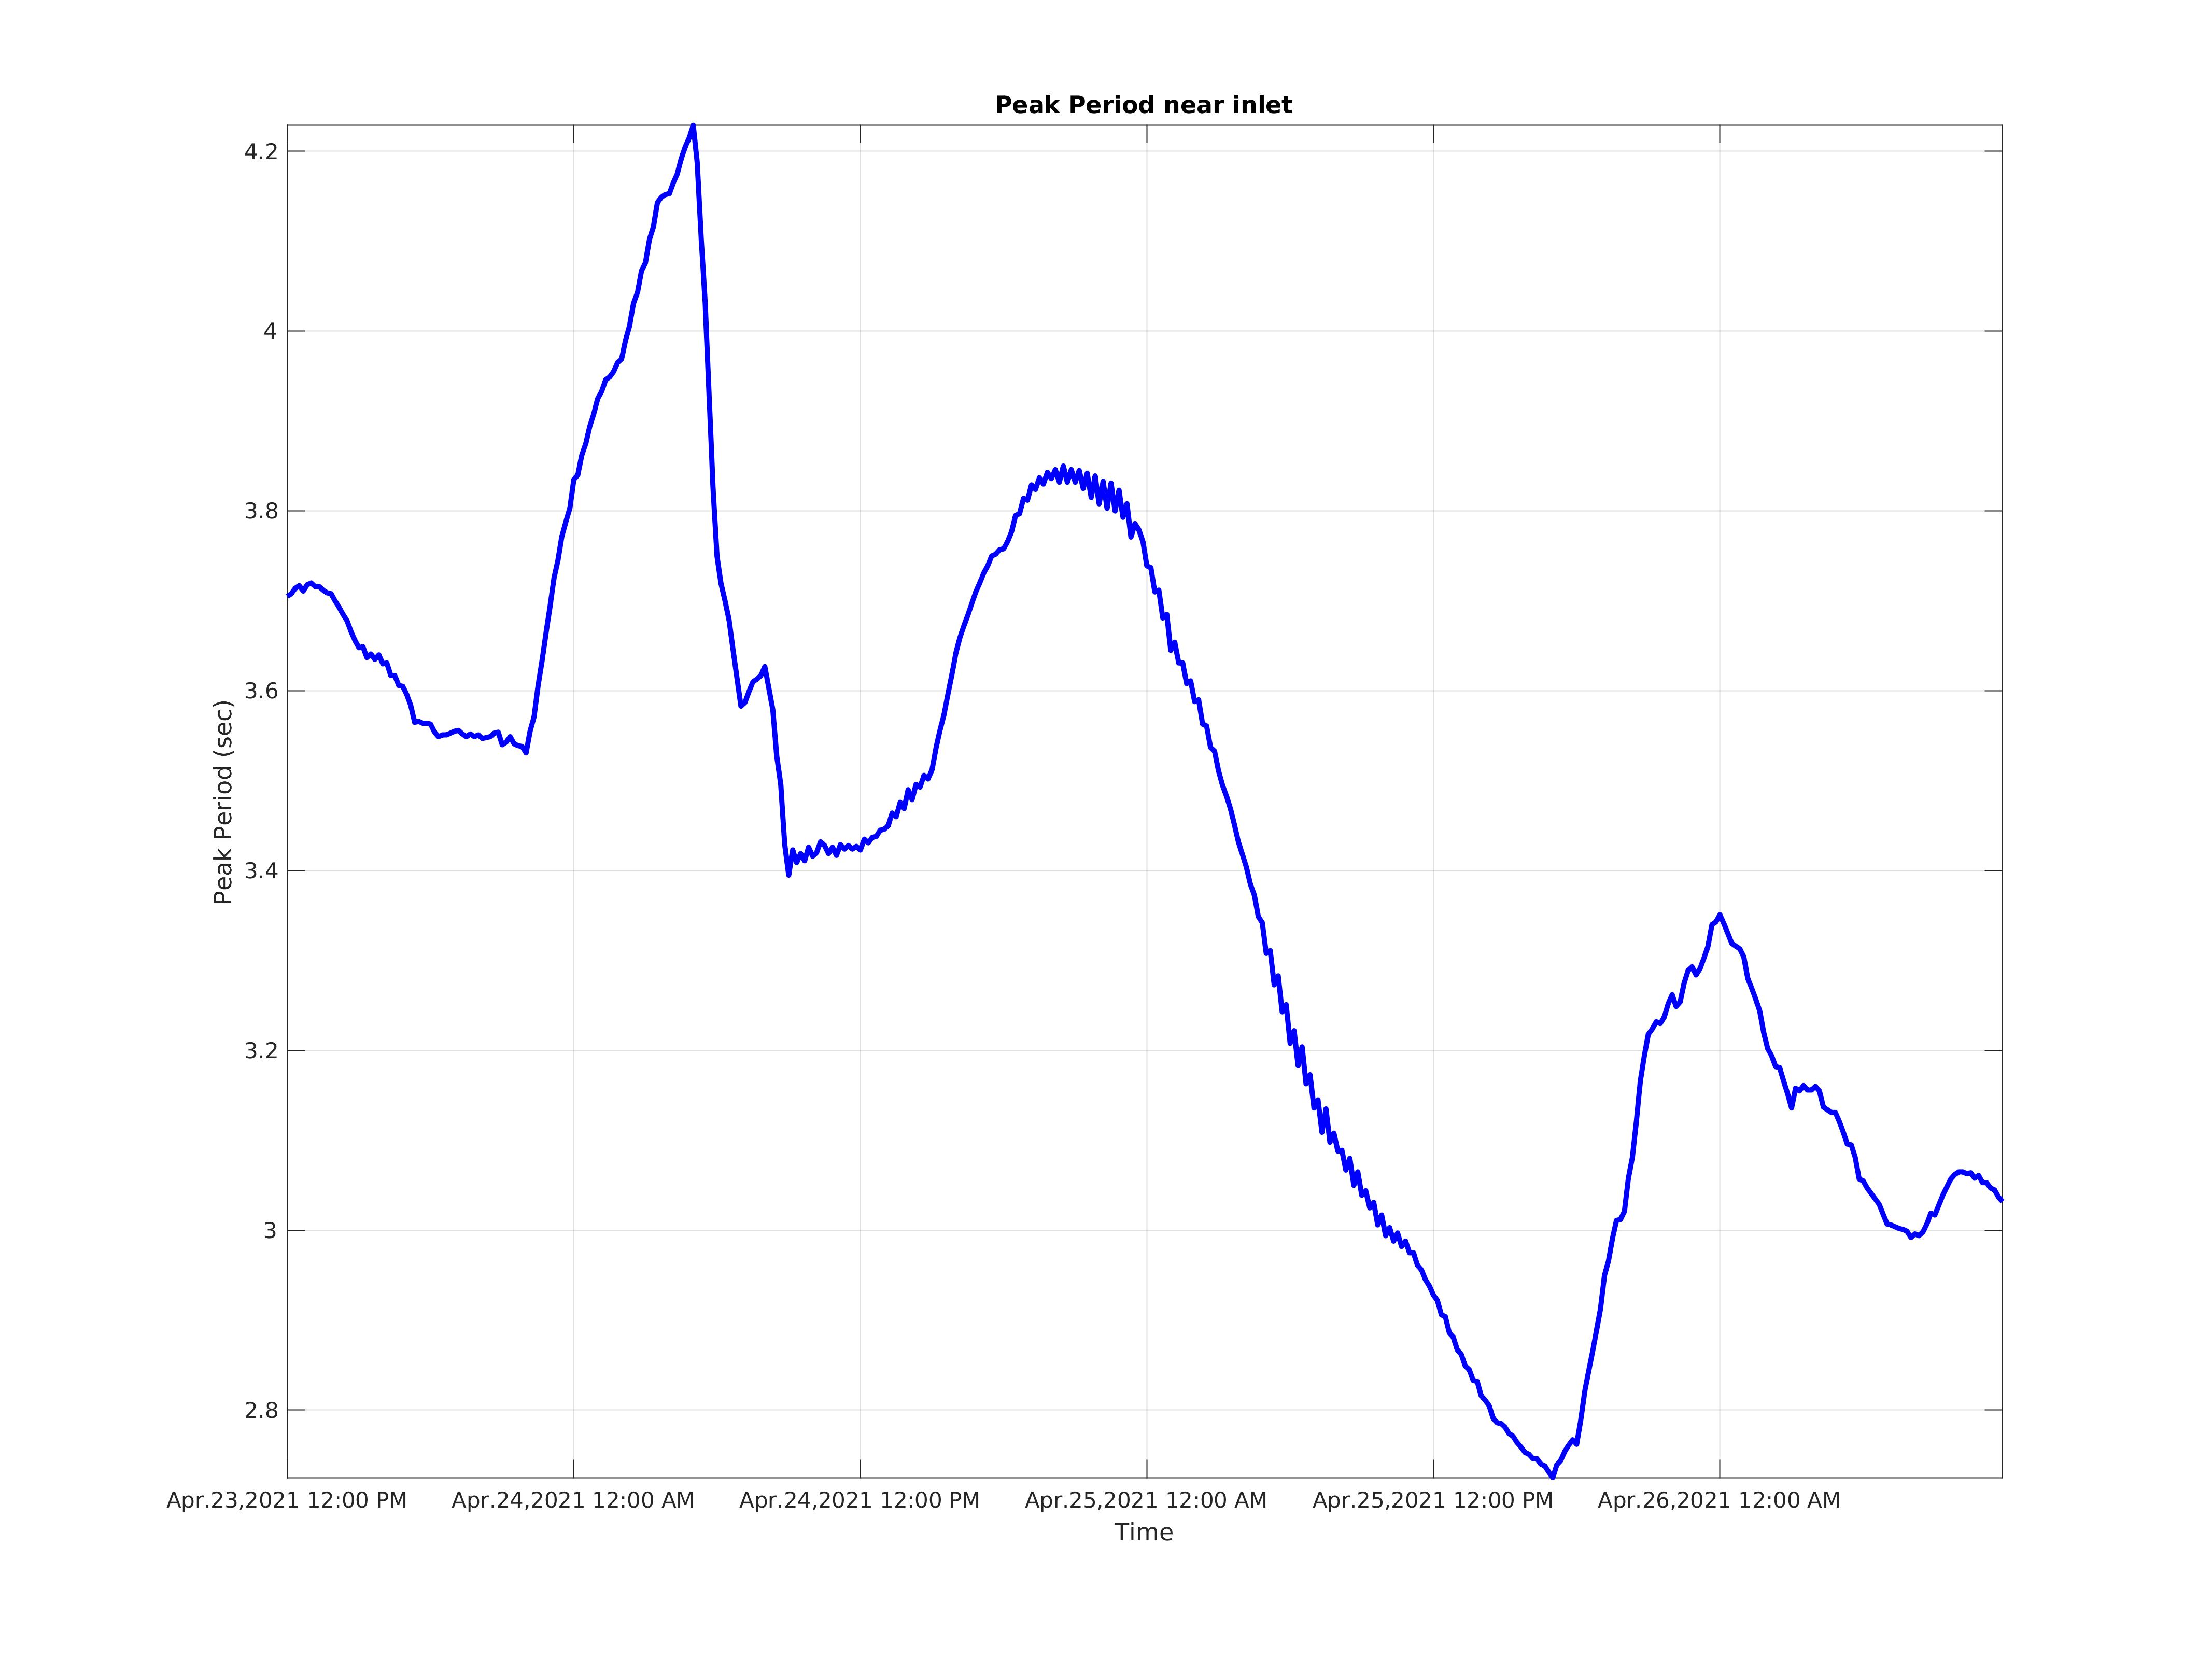 Peak Period near inlet
4.2
4
3.8
3.6
3.4
3.2
3
2.8
Peak Period (sec)
Apr.23,2021 12:00 PM Apr.24,2021 12:00 AM Apr.24,2021 12:00 PM Apr.25,2021 12:00 AM Apr.25,2021 12:00 PM Apr.26,2021 12:00 AM
Time